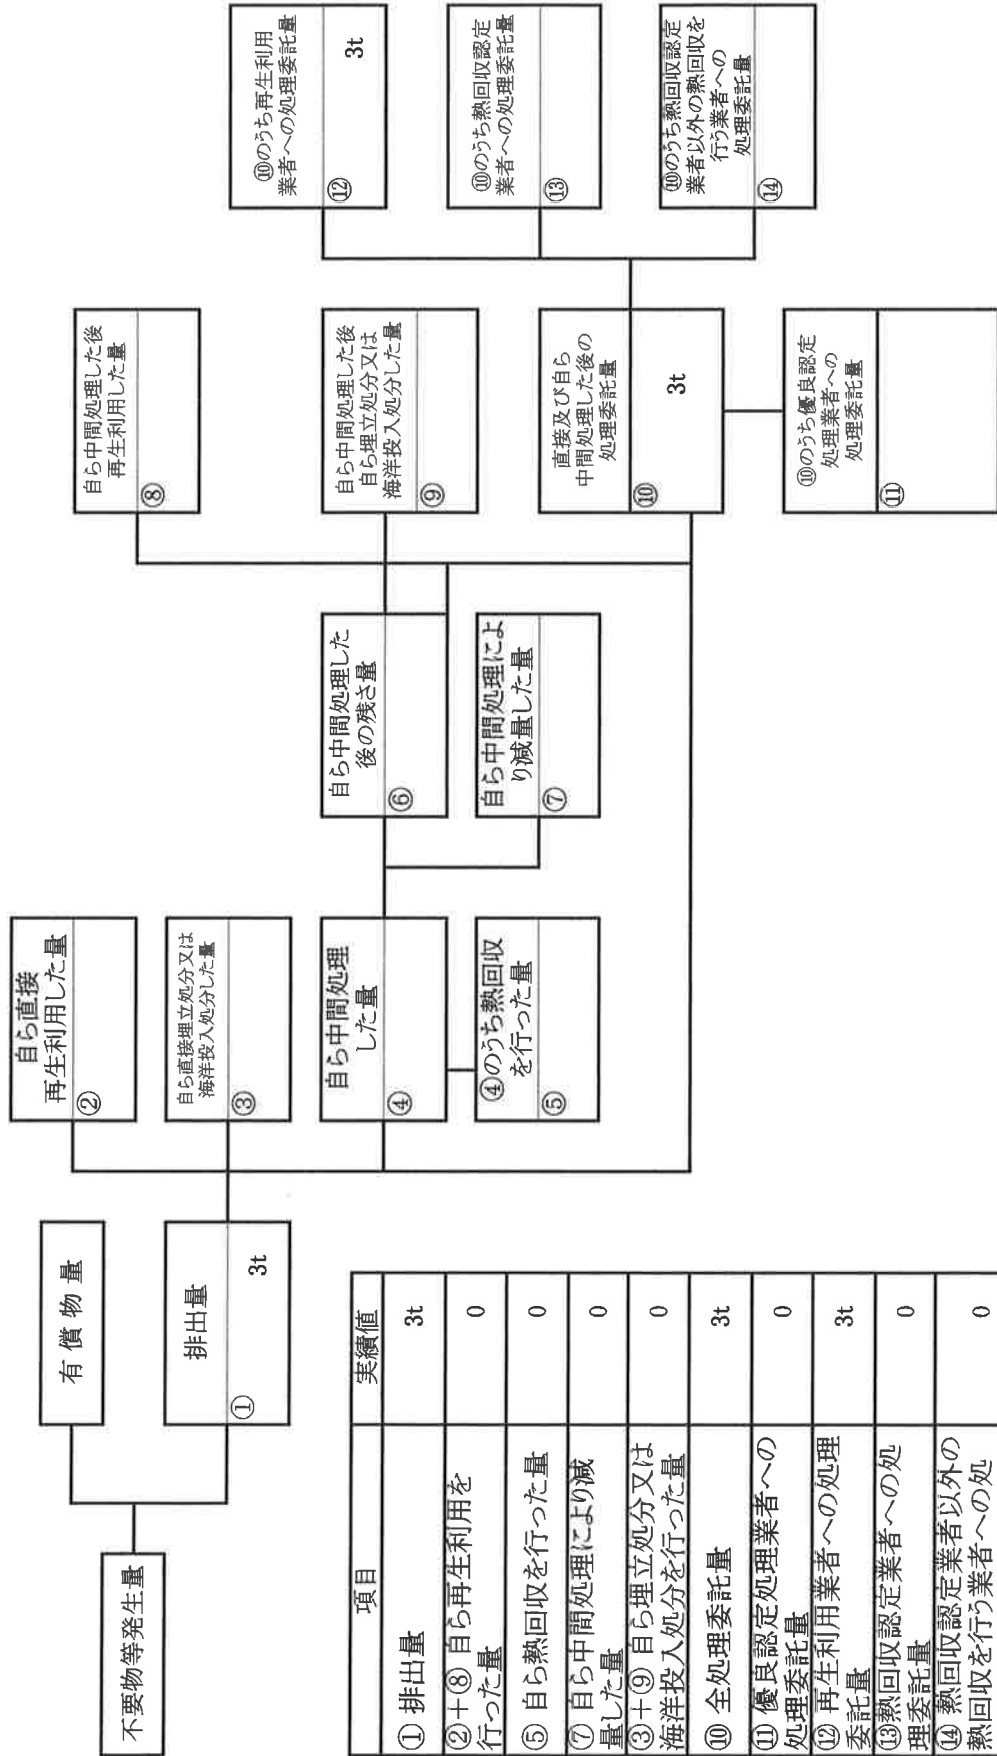 不要物等発生量
有償物量
排出量
①
3t
自ら直接
再生利用した量
②
自ら直接埋立処分又は
海洋投入処分した量
③
自ら中間処理
した量
④
④のうち熱回収
を行った量
⑤
自ら中間処理した
後の残さ量
⑥
自ら中間処理によ
り減量した量
⑦
自ら中間処理した後
再生利用した量
⑧
自ら中間処理した後
自ら埋立処分又は
海洋投入処分した量
⑨
直接及び自ら
中間処理した後の
処理委託量
⑩
3t
⑩のうち優良認定
処理業者への
処理委託量
⑪
⑩のうち再生利用
業者への処理委託量
⑫
3t
⑩のうち熱回収認定
業者への処理委託量
⑬
⑩のうち熱回収認定
業者以外の熱回収を
行う業者への
処理委託量
⑭
項目 実績値
① 排出量 3t
②+⑧ 自ら再生利用を
行った量 0
⑤ 自ら熱回収を行った量 0
⑦ 自ら中間処理により減
量した量 0
③+⑨ 自ら埋立処分又は
海洋投入処分を行った量 0
⑩ 全処理委託量 3t
⑪ 優良認定処理業者への
処理委託量 0
⑫ 再生利用業者への処理
委託量 3t
⑬熱回収認定業者への処
理委託量 0
⑭ 熱回収認定業者以外の
熱回収を行う業者への処 0